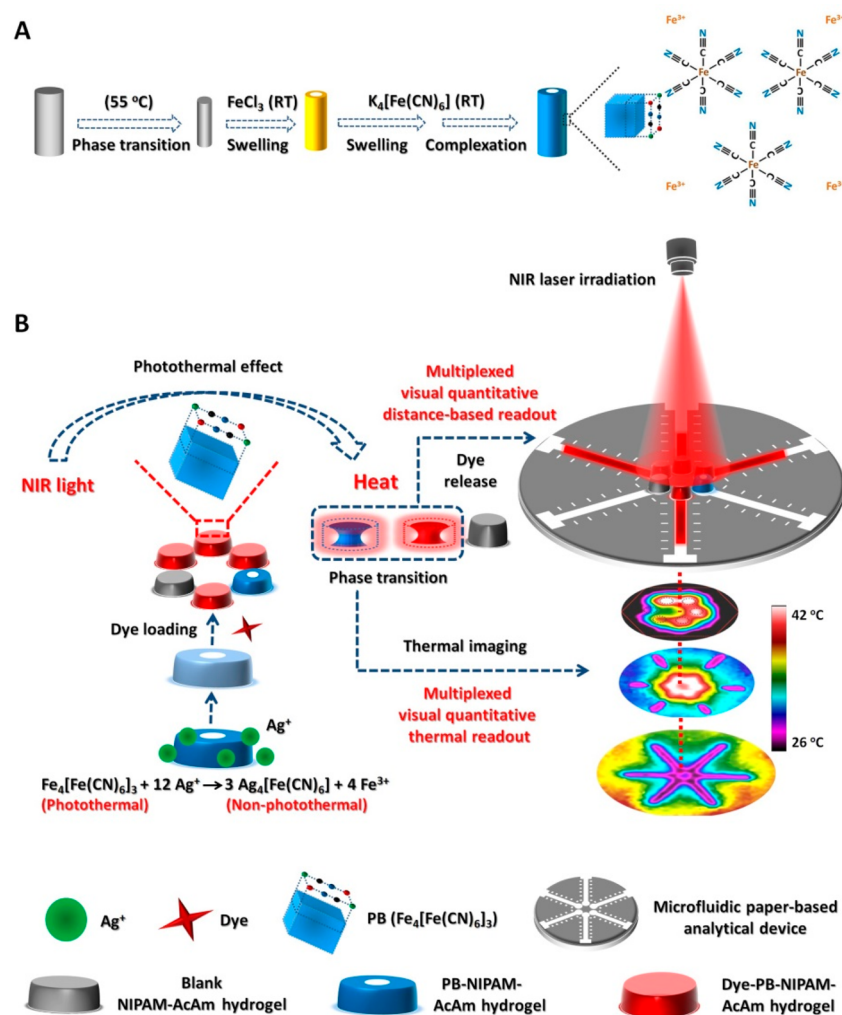 A
(55 °C)
Phase transition
FeCl₃ (RT)
Swelling
K₄[Fe(CN)₆] (RT)
Swelling
Complexation
Fe³⁺
Fe³⁺
N
C
N
C
N
C
Fe
C
N
C
N
C
N
N
C
N
C
N
C
Fe
C
N
C
N
C
N
N
C
N
C
N
C
Fe
C
N
C
N
C
N
Fe³⁺
Fe³⁺
NIR laser irradiation
B
Photothermal effect
NIR light
Heat
Multiplexed
visual quantitative
distance-based readout
Dye
release
Phase transition
Dye loading
Thermal imaging
Multiplexed
visual quantitative
thermal readout
42 °C
26 °C
Ag⁺
Fe₄[Fe(CN)₆]₃ + 12 Ag⁺ → 3 Ag₄[Fe(CN)₆] + 4 Fe³⁺
(Photothermal)
(Non-photothermal)
Ag⁺
Dye
PB (Fe₄[Fe(CN)₆]₃)
Microfluidic paper-based
analytical device
Blank
NIPAM-AcAm hydrogel
PB-NIPAM-
AcAm hydrogel
Dye-PB-NIPAM-
AcAm hydrogel